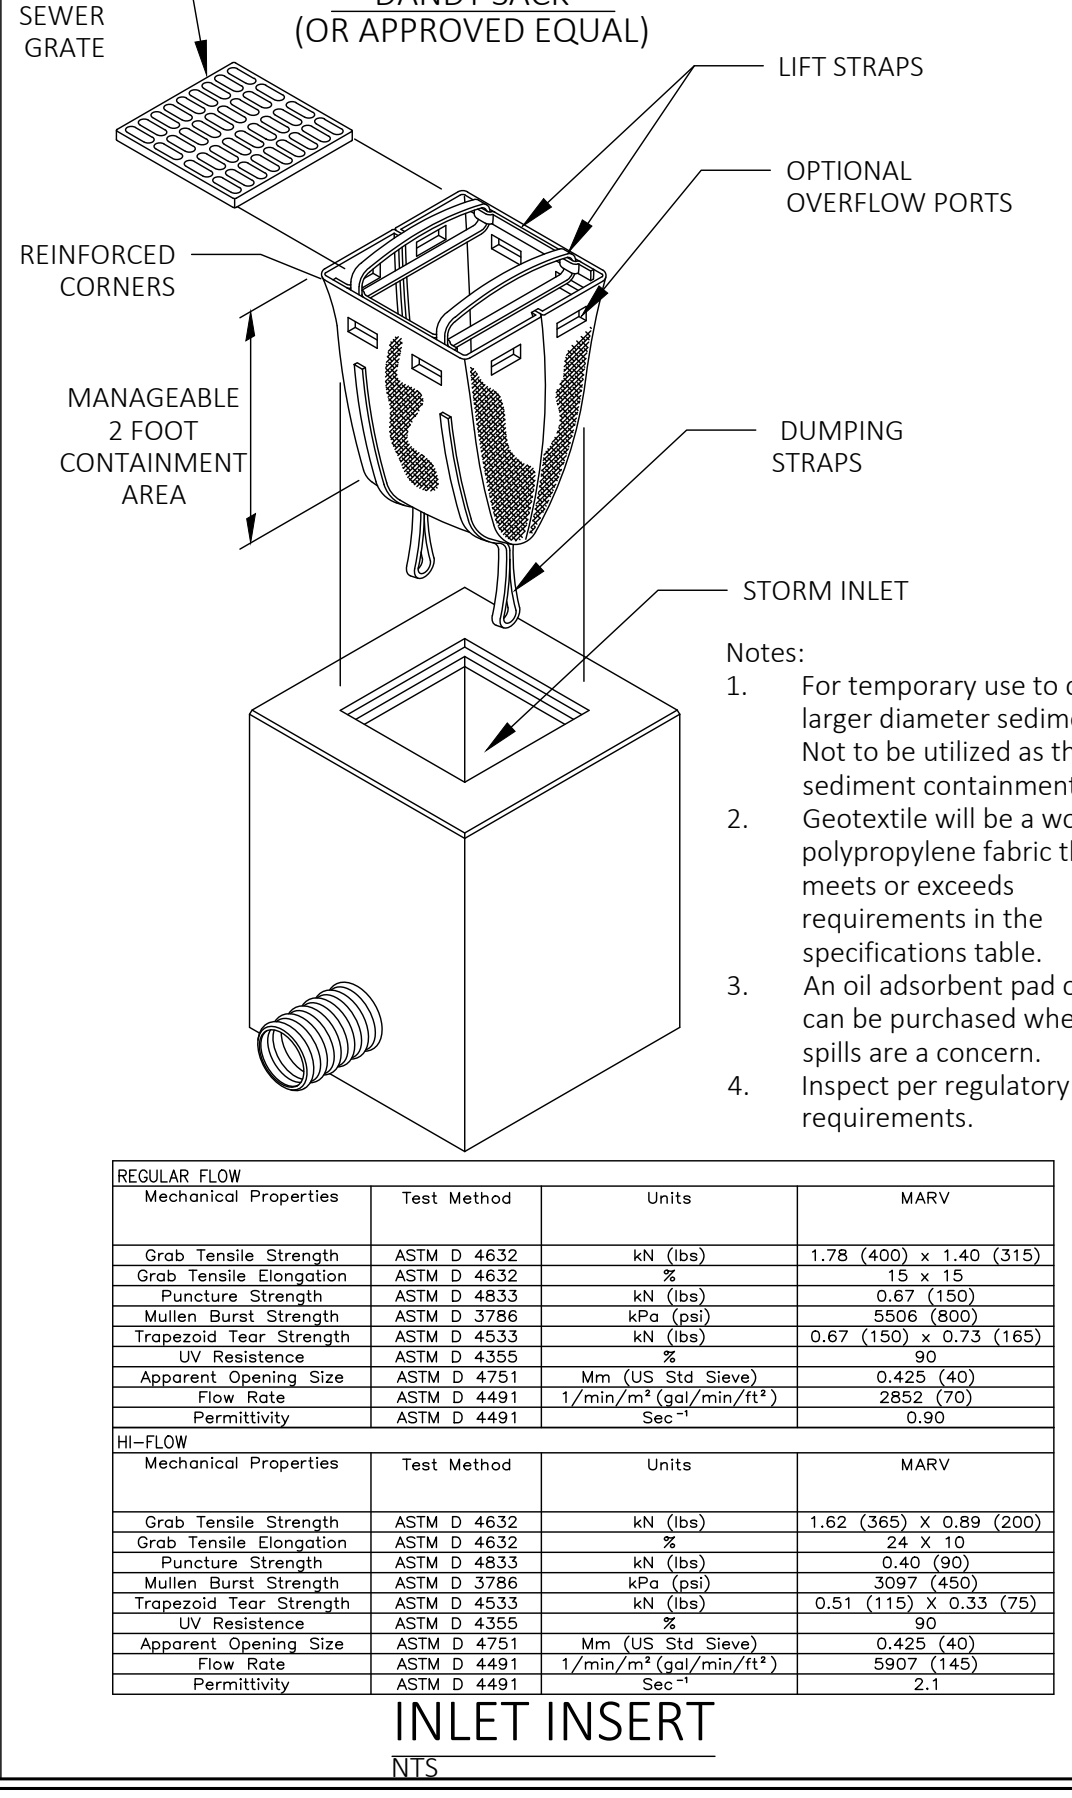 SEWER
GRATE
DANDY SACK
(OR APPROVED EQUAL)
LIFT STRAPS
OPTIONAL
OVERFLOW PORTS
REINFORCED
CORNERS
MANAGEABLE
2 FOOT
CONTAINMENT
AREA
DUMPING
STRAPS
STORM INLET
Notes:
1. For temporary use to
larger diameter
Not to be utilized as
sediment containment
2. Geotextile will be a
polypropylene fabric
meets or exceeds
requirements in the
specifications table.
3. An oil adsorbent pad
can be purchased
spills are a concern.
4. Inspect per regulatory
requirements.
REGULAR FLOW
Mechanical Properties Test Method Units MARV
Grab Tensile Strength ASTM D 4632 kN (lbs) 1.78 (400) x 1.40 (315)
Grab Tensile Elongation ASTM D 4632 % 15 x 15
Puncture Strength ASTM D 4833 kN (lbs) 0.67 (150)
Mullen Burst Strength ASTM D 3786 kPa (psi) 5506 (800)
Trapezoid Tear Strength ASTM D 4533 kN (lbs) 0.67 (150) x 0.73 (165)
UV Resistence ASTM D 4355 % 90
Apparent Opening Size ASTM D 4751 Mm (US Std Sieve) 0.425 (40)
Flow Rate ASTM D 4491 1/min/m² (gal/min/ft²) 2852 (70)
Permittivity ASTM D 4491 Sec⁻¹ 0.90
HI-FLOW
Mechanical Properties Test Method Units MARV
Grab Tensile Strength ASTM D 4632 kN (lbs) 1.62 (365) X 0.89 (200)
Grab Tensile Elongation ASTM D 4632 % 24 X 10
Puncture Strength ASTM D 4833 kN (lbs) 0.40 (90)
Mullen Burst Strength ASTM D 3786 kPa (psi) 3097 (450)
Trapezoid Tear Strength ASTM D 4533 kN (lbs) 0.51 (115) X 0.33 (75)
UV Resistence ASTM D 4355 % 90
Apparent Opening Size ASTM D 4751 Mm (US Std Sieve) 0.425 (40)
Flow Rate ASTM D 4491 1/min/m² (gal/min/ft²) 5907 (145)
Permittivity ASTM D 4491 Sec⁻¹ 2.1
INLET INSERT
NTS